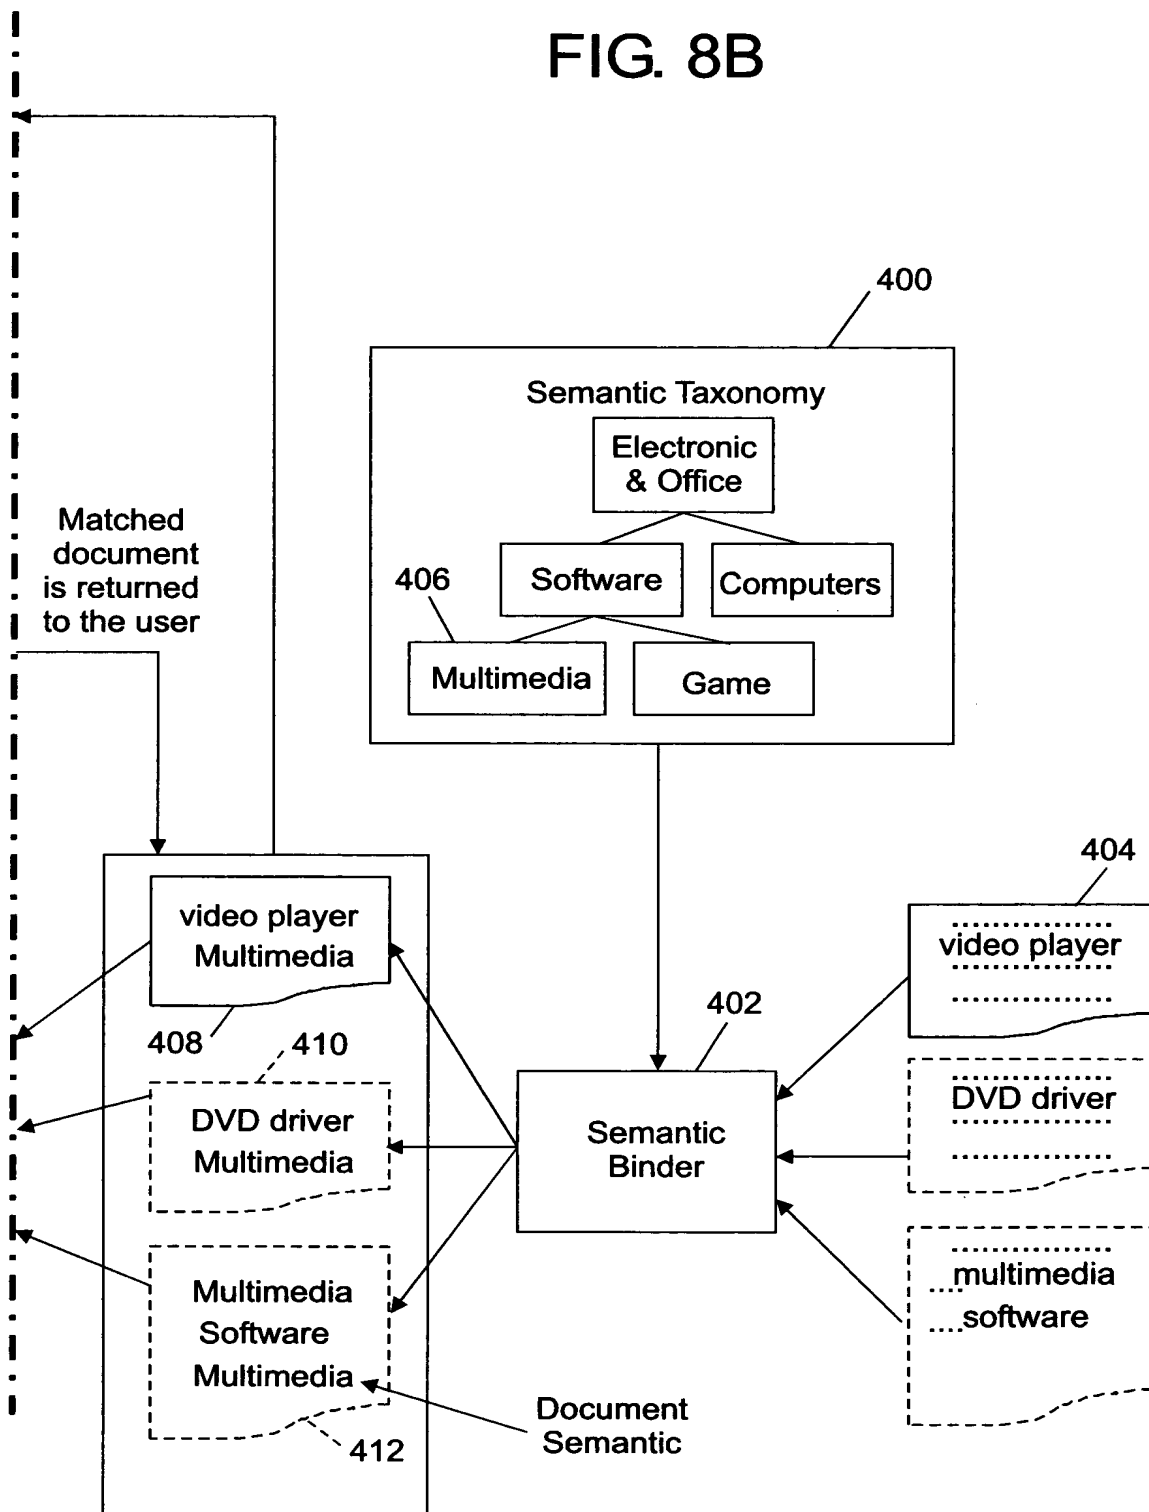 FIG. 8B
400
Semantic Taxonomy
Electronic
& Office
Software
Computers
406
Multimedia
Game
Matched
document
is returned
to the user
404
video player
Multimedia
408
410
DVD driver
Multimedia
Multimedia
Software
Multimedia
412
Document
Semantic
402
Semantic
Binder
video player
DVD driver
multimedia
software